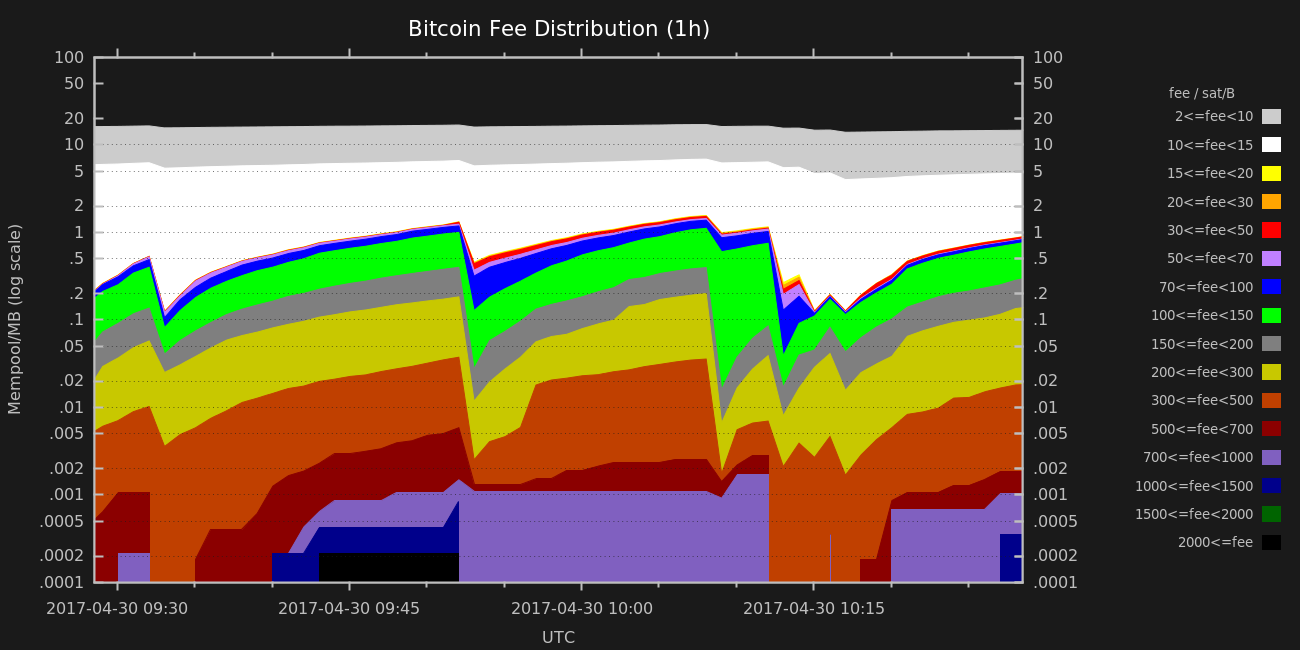 Bitcoin Fee Distribution (1h)
100 100
50 50
20 20
10 10
5 5
2 2
1 1
.5 .5
.2 .2
.1 .1
.05 .05
.02 .02
.01 .01
.005 .005
.002 .002
.001 .001
.0005 .0005
.0002 .0002
.0001 .0001
Mempool/MB (log scale)
2017-04-30 09:30 2017-04-30 09:45 2017-04-30 10:00 2017-04-30 10:15
UTC
fee / sat/B
2<=fee<10
10<=fee<15
15<=fee<20
20<=fee<30
30<=fee<50
50<=fee<70
70<=fee<100
100<=fee<150
150<=fee<200
200<=fee<300
300<=fee<500
500<=fee<700
700<=fee<1000
1000<=fee<1500
1500<=fee<2000
2000<=fee